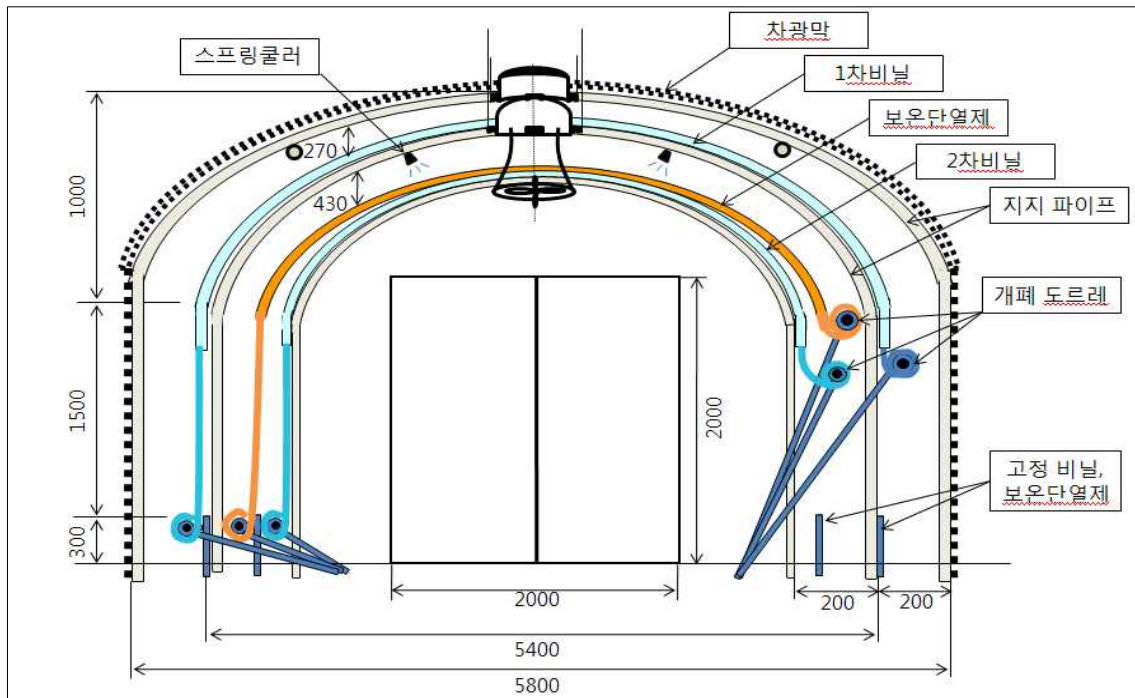 스프링쿨러
차광막
1차비닐
보온단열제
2차비닐
지지 파이프
개폐 도르레
고정 비닐,
보온단열제
270
430
1000
1500
300
2000
2000
200
200
5400
5800